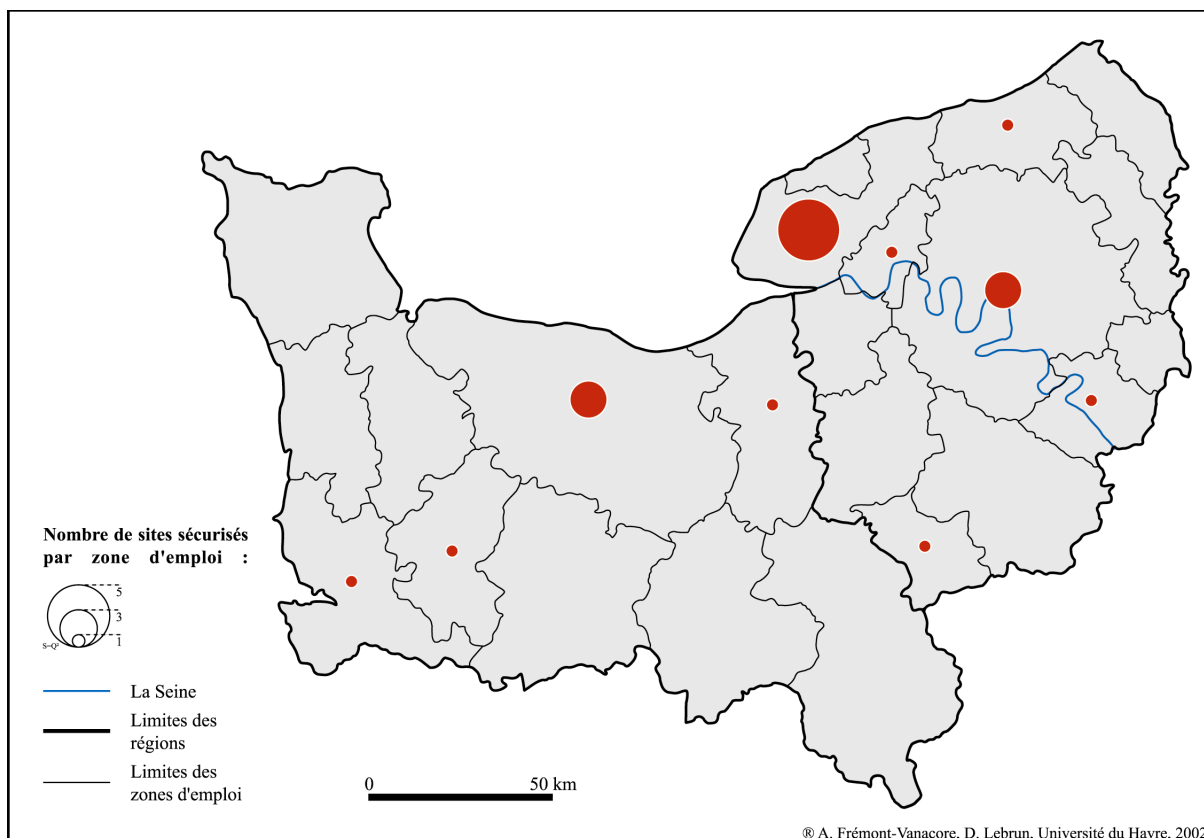 Nombre de sites sécurisés
par zone d'emploi :
5
3
1
S=Q²
La Seine
Limites des
régions
Limites des
zones d'emploi
0 50 km
® A. Frémont-Vanacore, D. Lebrun, Université du Havre, 2002